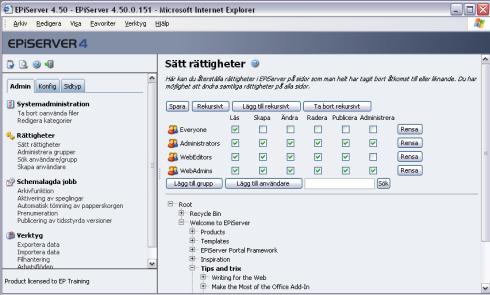 EPiServer 4.50 - EPiServer 4.50.0.151 - Microsoft Internet Explorer
Arkiv Redigera Visa Favoriter Verktyg Hjälp
EPiSERVER 4
Admin Konfig Sidtyp
Systemadministration
Ta bort oanvända filer
Redigera kategorier
Rättigheter
Sätt rättigheter
Administrera grupper
Sök användare/grupp
Skapa användare
Schemalagda jobb
Arkivfunktion
Aktivering av speglingar
Automatisk tömning av papperskorgen
Prenumeration
Publicering av tidsstyrda versioner
Verktyg
Exportera data
Importera data
Filhantering
Arbetsflöden
Product licensed to EP Training
Sätt rättigheter
Här kan du återställa rättigheter i EPiServer på sidor som man helt har tagit bort åtkomst till eller liknande. Du har
möjlighet att ändra samtliga rättigheter på alla sidor.
Spara Rekursivt Lägg till rekursivt Ta bort rekursivt
Läs Skapa Ändra Radera Publicera Administrera
Everyone Rensa
Administrators Rensa
WebEditors Rensa
WebAdmins Rensa
Lägg till grupp Lägg till användare Sök
Root
Recycle Bin
Welcome to EPiServer
Products
Templates
EPiServer Portal Framework
Inspiration
Tips and trix
Writing for the Web
Make the Most of the Office Add-In